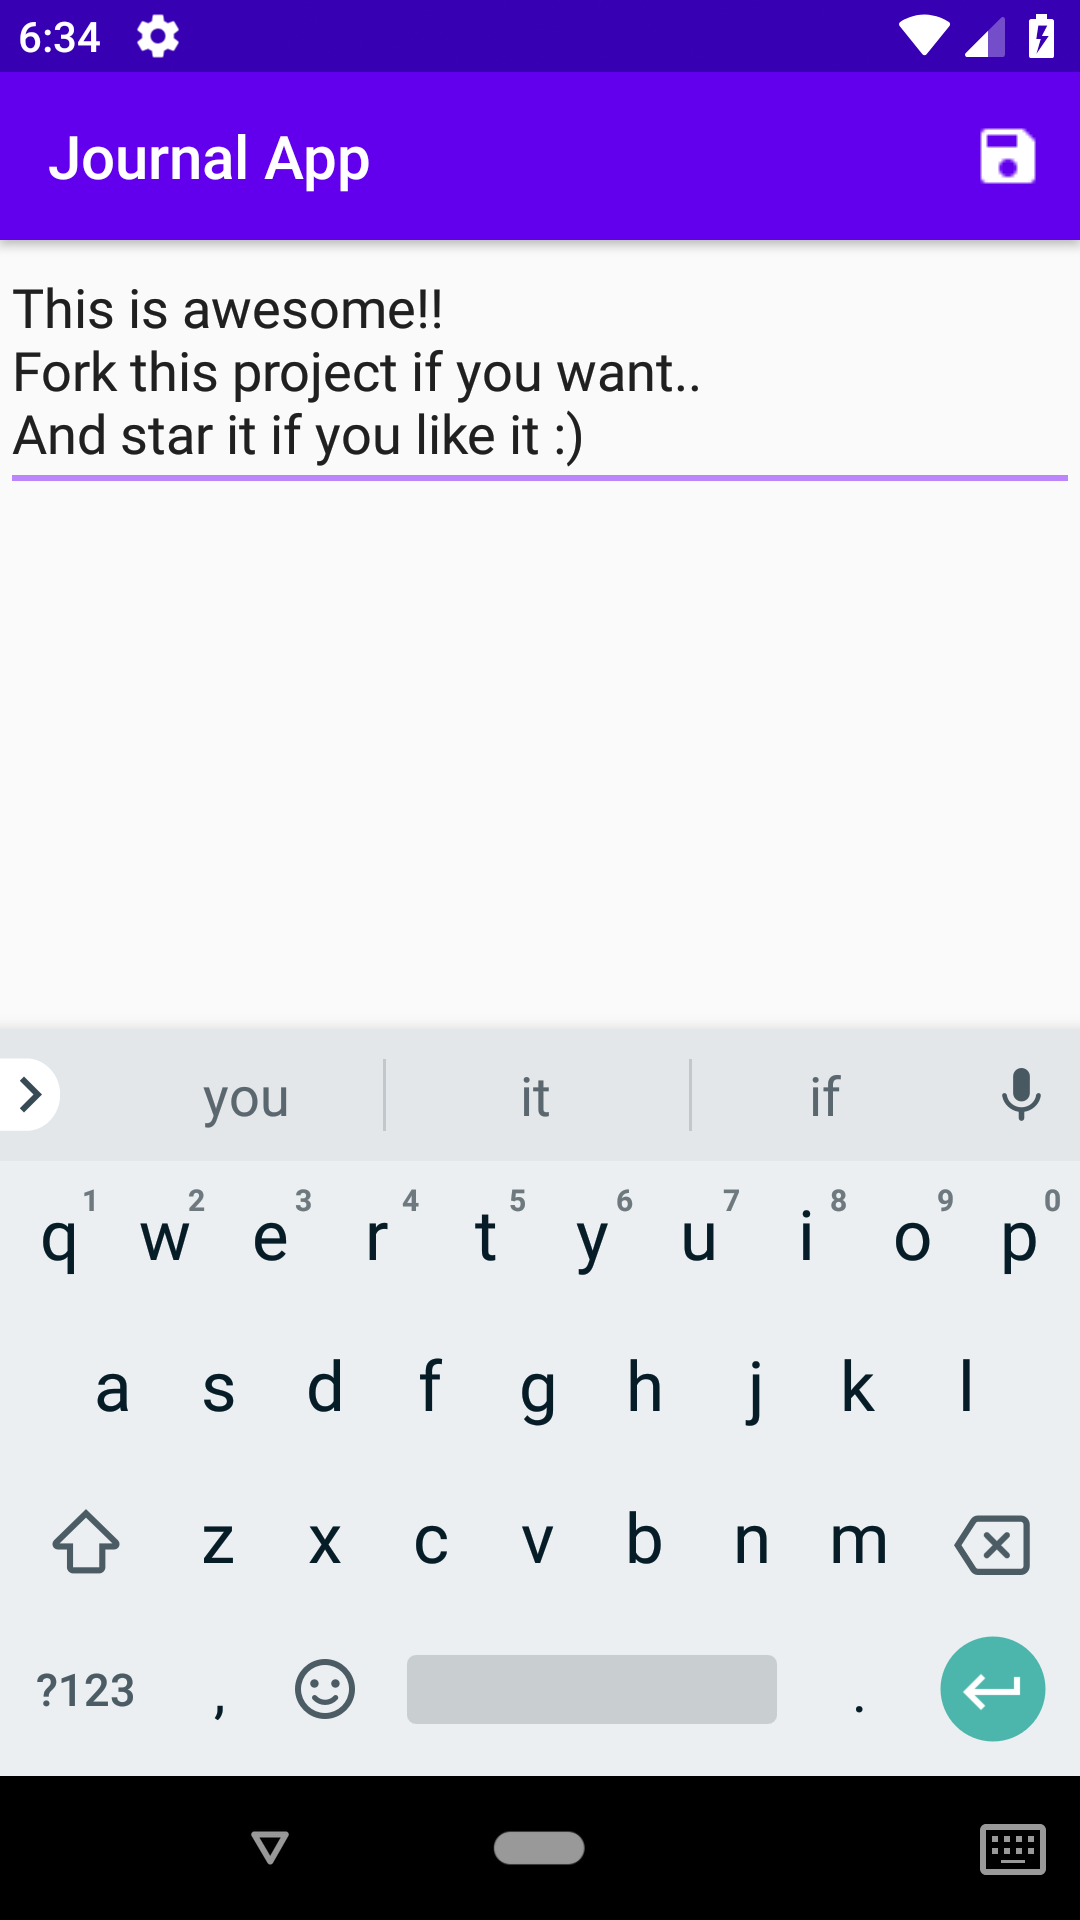 6:34
Journal App
This is awesome!!
Fork this project if you want..
And star it if you like it :)
you it if
1 2 3 4 5 6 7 8 9 0
q w e r t y u i o p
a s d f g h j k l
z x c v b n m
?123 , .